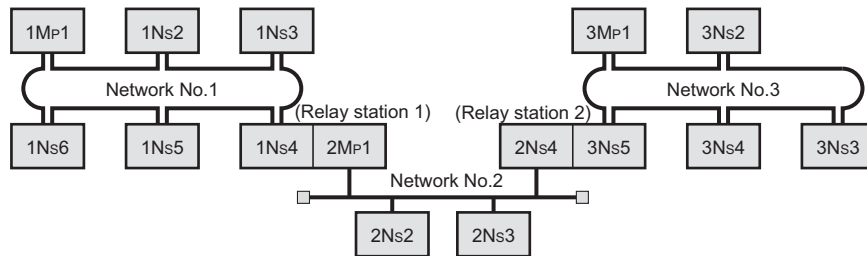 1MP1 1NS2 1NS3 3MP1 3NS2
Network No.1 Network No.3
(Relay station 1) (Relay station 2)
1NS6 1NS5 1NS4 2MP1 2NS4 3NS5 3NS4 3NS3
Network No.2
2NS2 2NS3